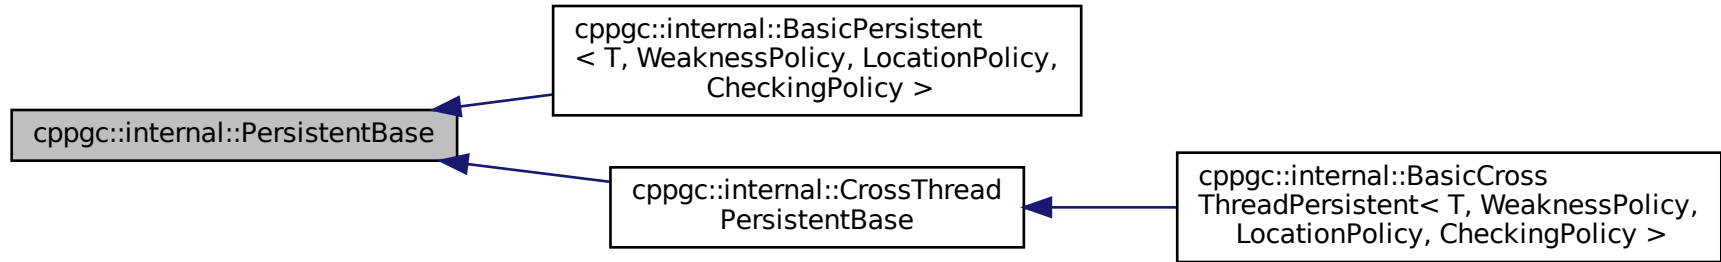 cppgc::internal::PersistentBase
cppgc::internal::BasicPersistent
< T, WeaknessPolicy, LocationPolicy,
CheckingPolicy >
cppgc::internal::CrossThread
PersistentBase
cppgc::internal::BasicCross
ThreadPersistent< T, WeaknessPolicy,
LocationPolicy, CheckingPolicy >